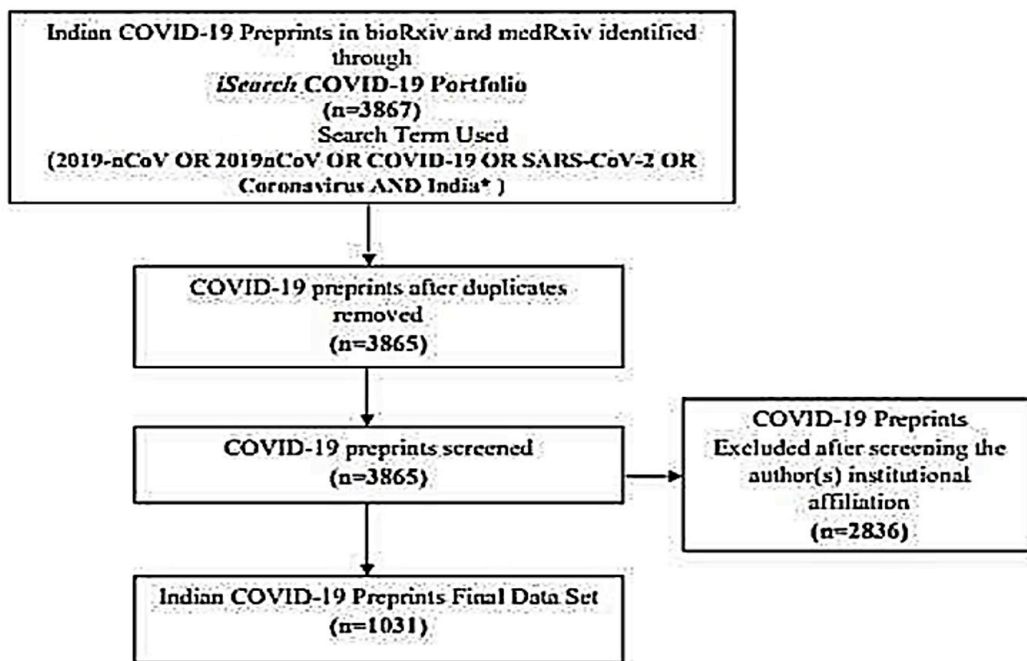 Indian COVID-19 Preprints in bioRxiv and medRxiv identified
through
iSearch COVID-19 Portfolio
(n=3867)
Search Term Used
(2019-nCoV OR 2019nCoV OR COVID-19 OR SARS-CoV-2 OR
Coronavirus AND India* )
COVID-19 preprints after duplicates
removed
(n=3865)
COVID-19 preprints screened
(n=3865)
COVID-19 Preprints
Excluded after screening the
author(s) institutional
affiliation
(n=2836)
Indian COVID-19 Preprints Final Data Set
(n=1031)